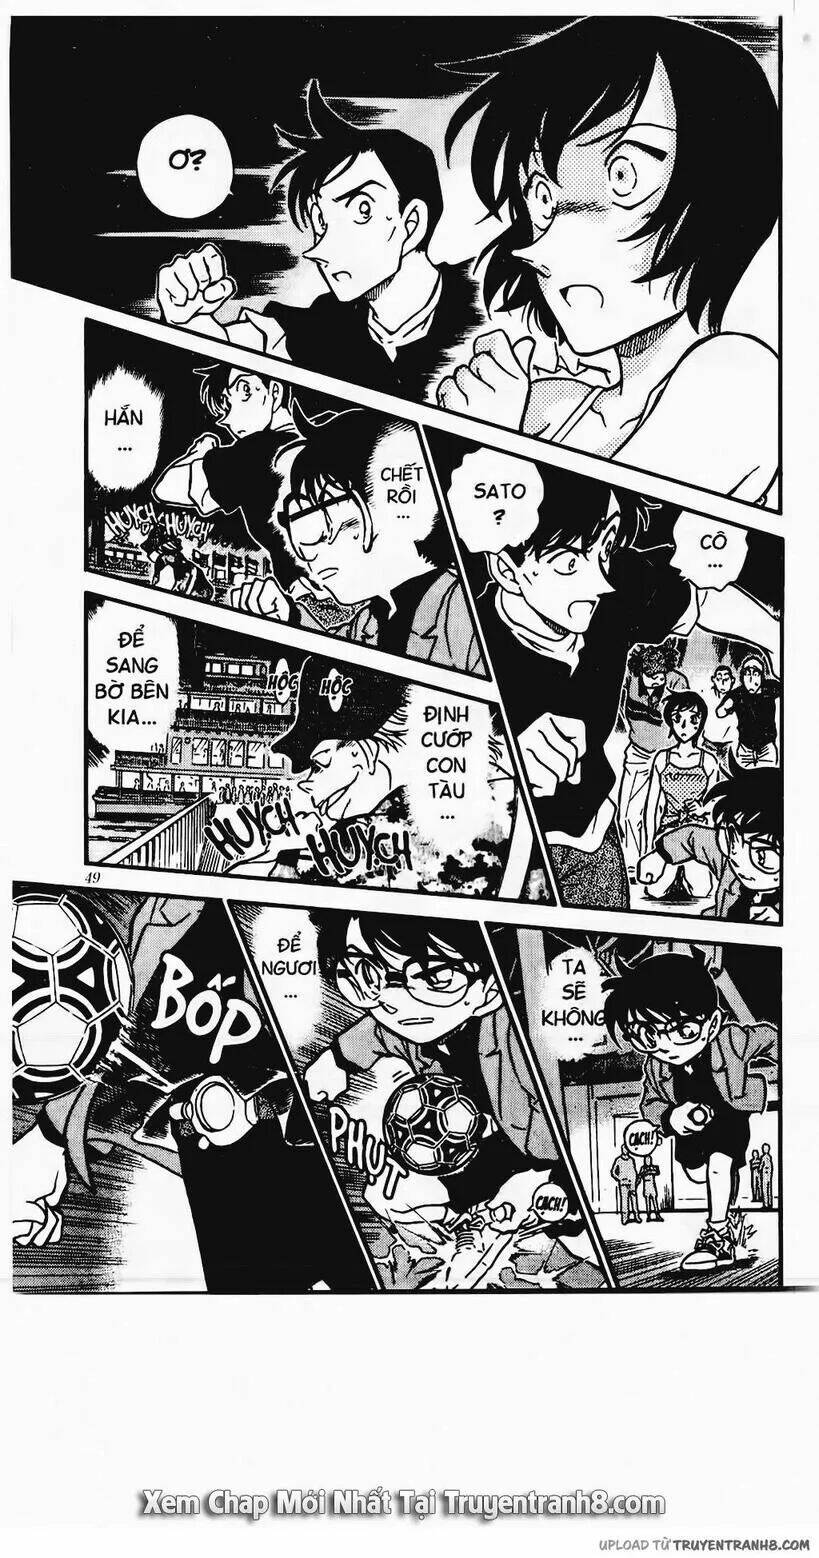 Ơ?
HẮN
...
CHẾT
RỒI
...
HUỴCH
HUỴCH!
SATO
?
CÔ
...
ĐỂ
SANG
BỜ BÊN
KIA...
HỘC
HỘC
ĐỊNH
CƯỚP
CON
TÀU
...
HUỴCH
HUỴCH
49
TA
SẼ
KHÔNG
...
CẠCH!
ĐỂ
NGƯƠI
...
PHỤT
CẠCH!
BỐP
Xem Chap Mới Nhất Tại Truyentranh8.com
UPLOAD TỪ TRUYENTRANH8.COM